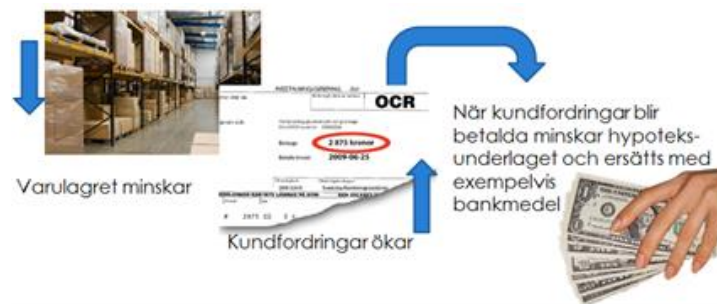 OCR
2 875 kronor
2009-06-25
Varulagret minskar
Kundfordringar ökar
När kundfordringar blir
betalda minskar hypoteks-
underlaget och ersätts med
exempelvis
bankmedel